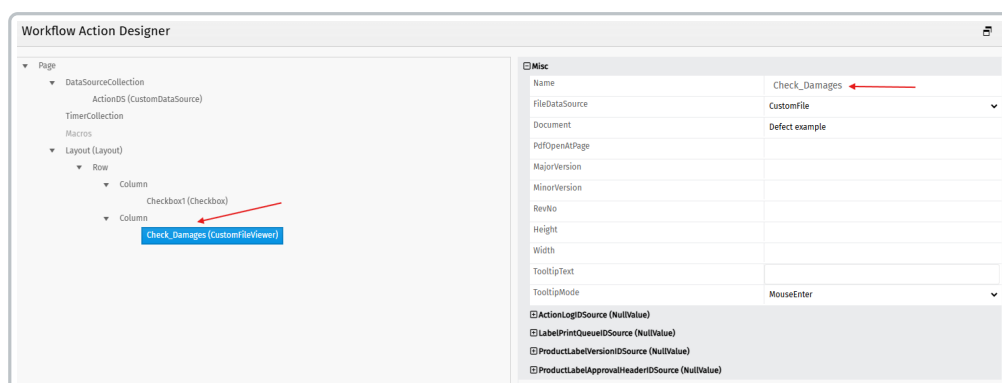 Workflow Action Designer
Page
DataSourceCollection
ActionDS (CustomDataSource)
TimerCollection
Macros
Layout (Layout)
Row
Column
Checkbox1 (Checkbox)
Column
Check_Damages (CustomFileViewer)
Misc
Name Check_Damages
FileDataSource CustomFile
Document Defect example
PdfOpenAtPage
MajorVersion
MinorVersion
RevNo
Height
Width
TooltipText
TooltipMode MouseEnter
ActionLogIDSource (NullValue)
LabelPrintQueueIDSource (NullValue)
ProductLabelVersionIDSource (NullValue)
ProductLabelApprovalHeaderIDSource (NullValue)